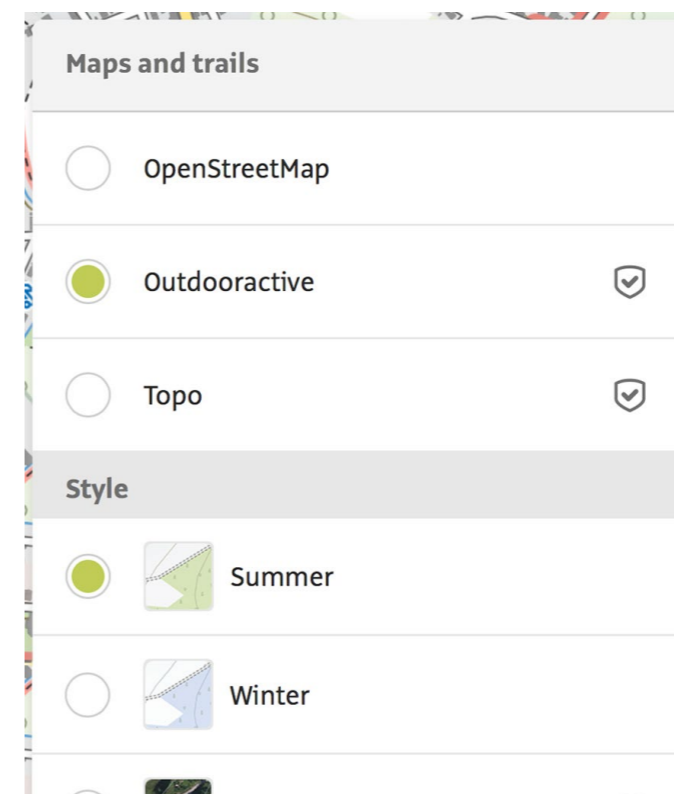 Maps and trails
OpenStreetMap
Outdooractive
Topo
Style
Summer
Winter